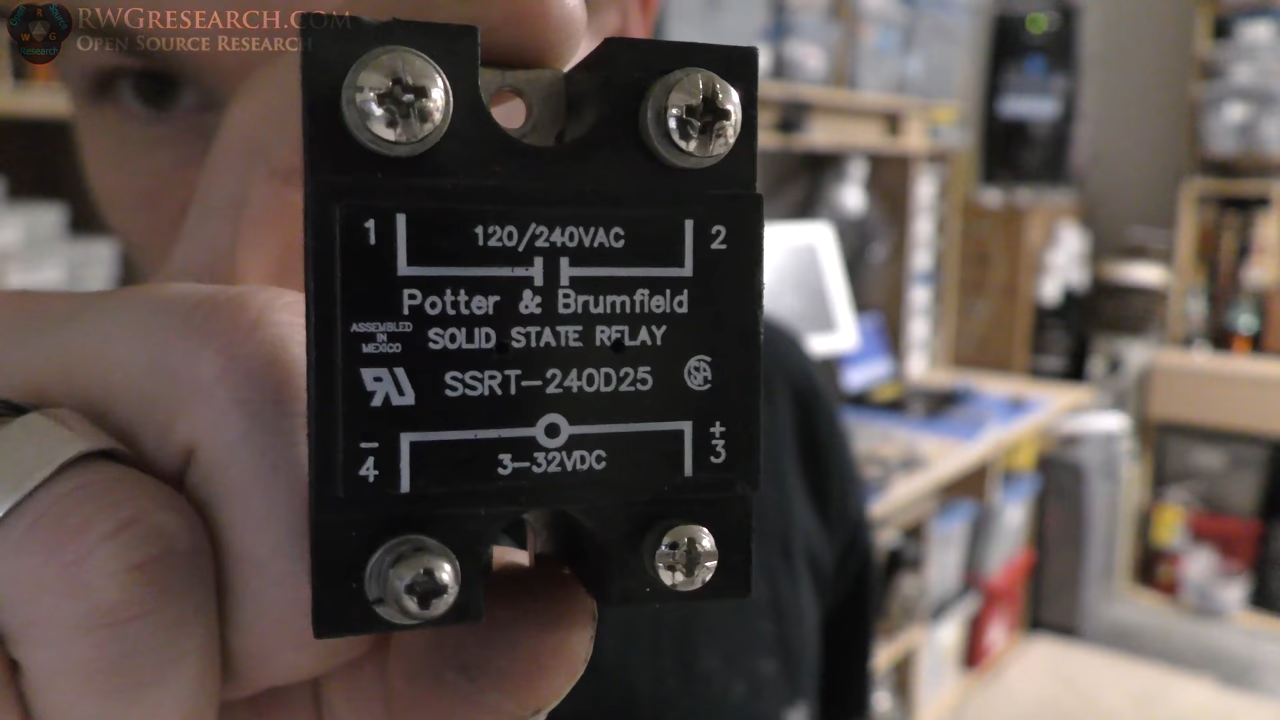 RWGRESEARCH.COM
OPEN SOURCE RESEARCH
R
W G
Research
1 120/240VAC 2
Potter & Brumfield
ASSEMBLED
IN
MEXICO
SOLID STATE RELAY
SSRT-240D25
− +
4 3-32VDC 3